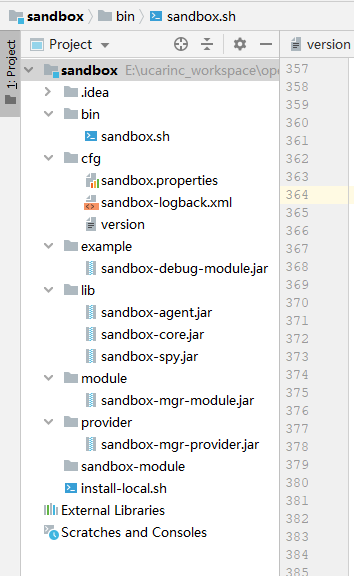 sandbox bin sandbox.sh
1: Project
Project
version
sandbox E:\ucarinc_workspace\ope
.idea
bin
sandbox.sh
cfg
sandbox.properties
sandbox-logback.xml
version
example
sandbox-debug-module.jar
lib
sandbox-agent.jar
sandbox-core.jar
sandbox-spy.jar
module
sandbox-mgr-module.jar
provider
sandbox-mgr-provider.jar
sandbox-module
install-local.sh
External Libraries
Scratches and Consoles
357
358
359
360
361
362
363
364
365
366
367
368
369
370
371
372
373
374
375
376
377
378
379
380
381
382
383
384
385